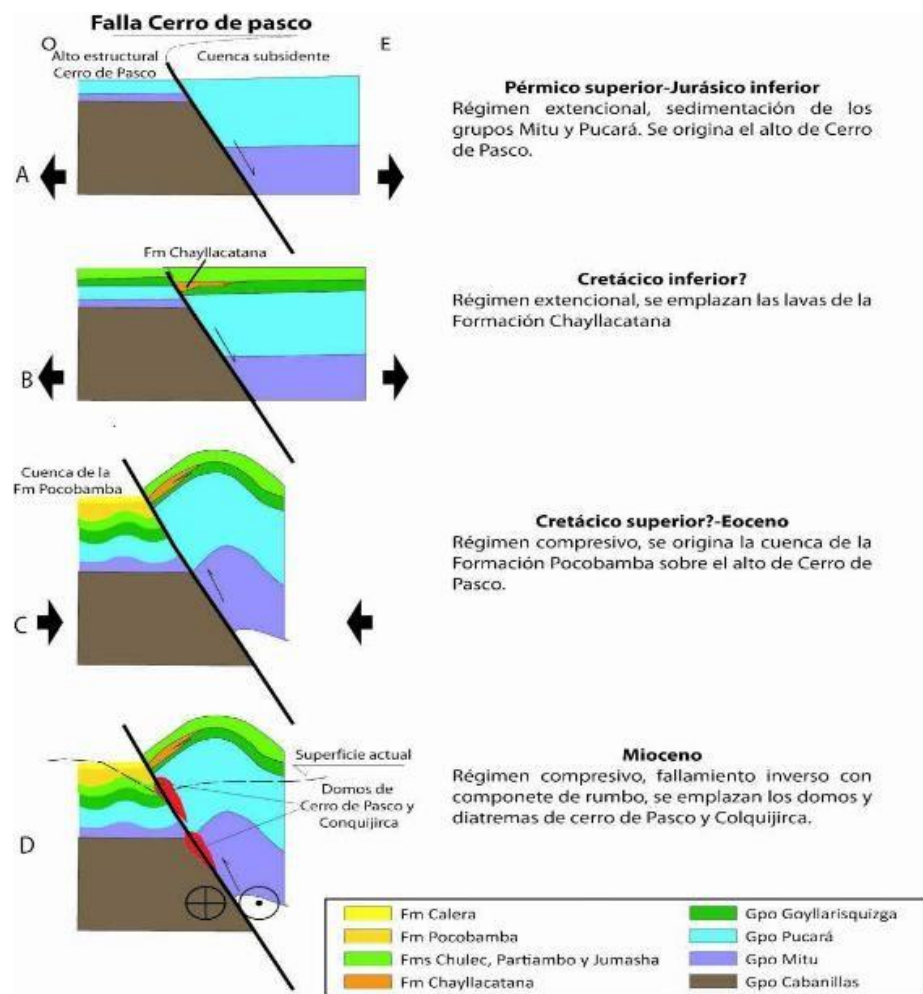 Falla Cerro de pasco
O
E
Alto estructural
Cerro de Pasco
Cuenca subsidente
A
Pérmico superior-Jurásico inferior
Régimen extencional, sedimentación de los
grupos Mitu y Pucará. Se origina el alto de Cerro
de Pasco.
Fm Chayllacatana
B
Cretácico inferior?
Régimen extencional, se emplazan las lavas de la
Formación Chayllacatana
Cuenca de la
Fm Pocobamba
C
Cretácico superior?-Eoceno
Régimen compresivo, se origina la cuenca de la
Formación Pocobamba sobre el alto de Cerro de
Pasco.
Superficie actual
Domos de
Cerro de Pasco y
Conquijirca
D
Mioceno
Régimen compresivo, fallamiento inverso con
componete de rumbo, se emplazan los domos y
diatremas de cerro de Pasco y Colquijirca.
Fm Calera
Fm Pocobamba
Fms Chulec, Partiambo y Jumasha
Fm Chayllacatana
Gpo Goyllarisquizga
Gpo Pucará
Gpo Mitu
Gpo Cabanillas